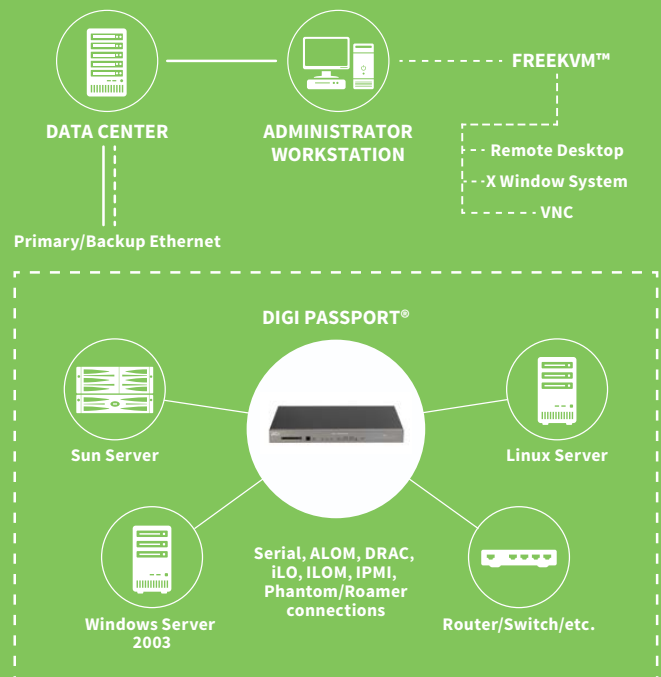 FREEKVM™
DATA CENTER
ADMINISTRATOR
WORKSTATION
Remote Desktop
X Window System
VNC
Primary/Backup Ethernet
DIGI PASSPORT®
Sun Server
Linux Server
Serial, ALOM, DRAC,
iLO, ILOM, IPMI,
Phantom/Roamer
connections
Windows Server
2003
Router/Switch/etc.